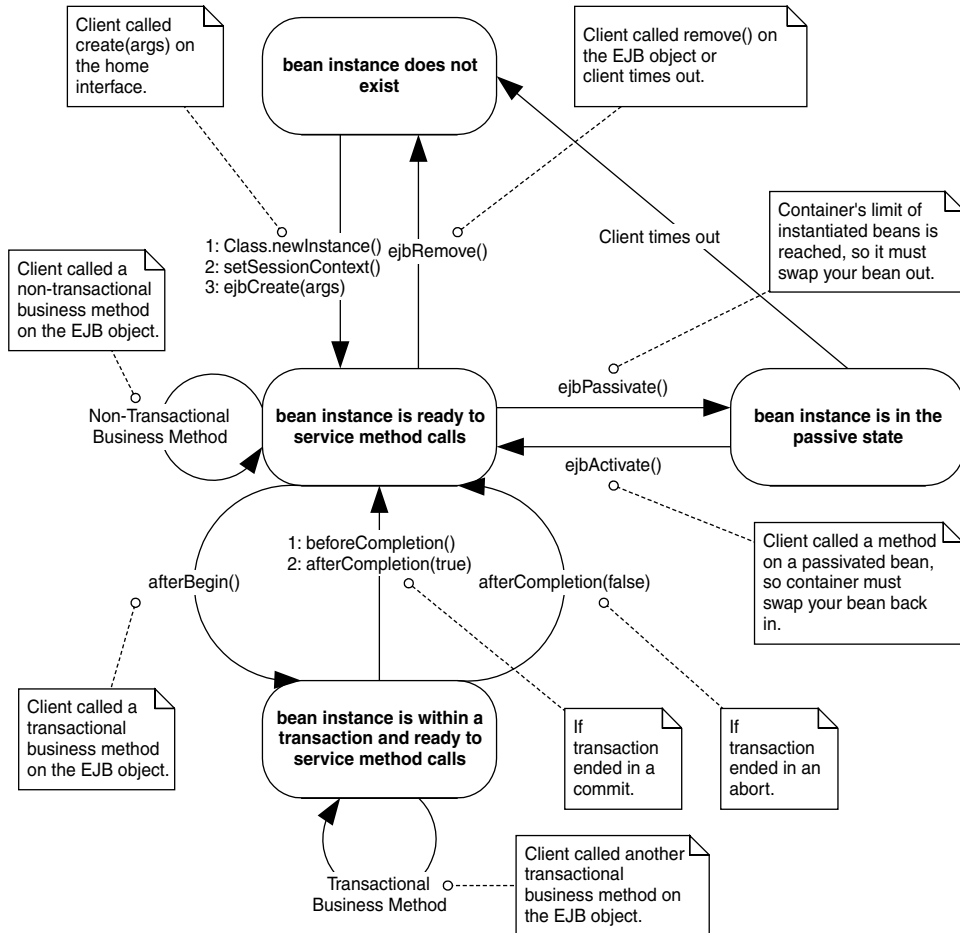 Client called
create(args) on
the home
interface.
bean instance does not
exist
Client called remove() on
the EJB object or
client times out.
Client called a
non-transactional
business method
on the EJB object.
1: Class.newInstance()
2: setSessionContext()
3: ejbCreate(args)
ejbRemove()
Client times out
Container's limit of
instantiated beans is
reached, so it must
swap your bean out.
Non-Transactional
Business Method
bean instance is ready to
service method calls
ejbPassivate()
ejbActivate()
bean instance is in the
passive state
afterBegin()
1: beforeCompletion()
2: afterCompletion(true)
afterCompletion(false)
Client called a method
on a passivated bean,
so container must
swap your bean back
in.
Client called a
transactional
business method
on the EJB object.
bean instance is within a
transaction and ready to
service method calls
If
transaction
ended in a
commit.
If
transaction
ended in an
abort.
Transactional
Business Method
Client called another
transactional
business method on
the EJB object.